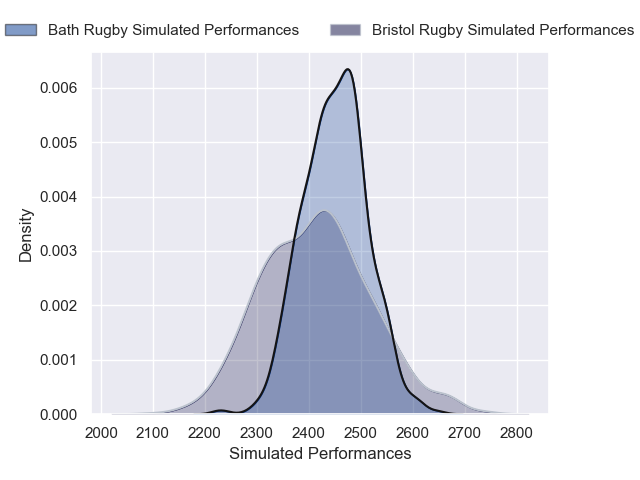 Bath Rugby Simulated Performances
Bristol Rugby Simulated Performances
0.006
0.005
0.004
0.003
0.002
0.001
0.000
Density
2000 2100 2200 2300 2400 2500 2600 2700 2800
Simulated Performances